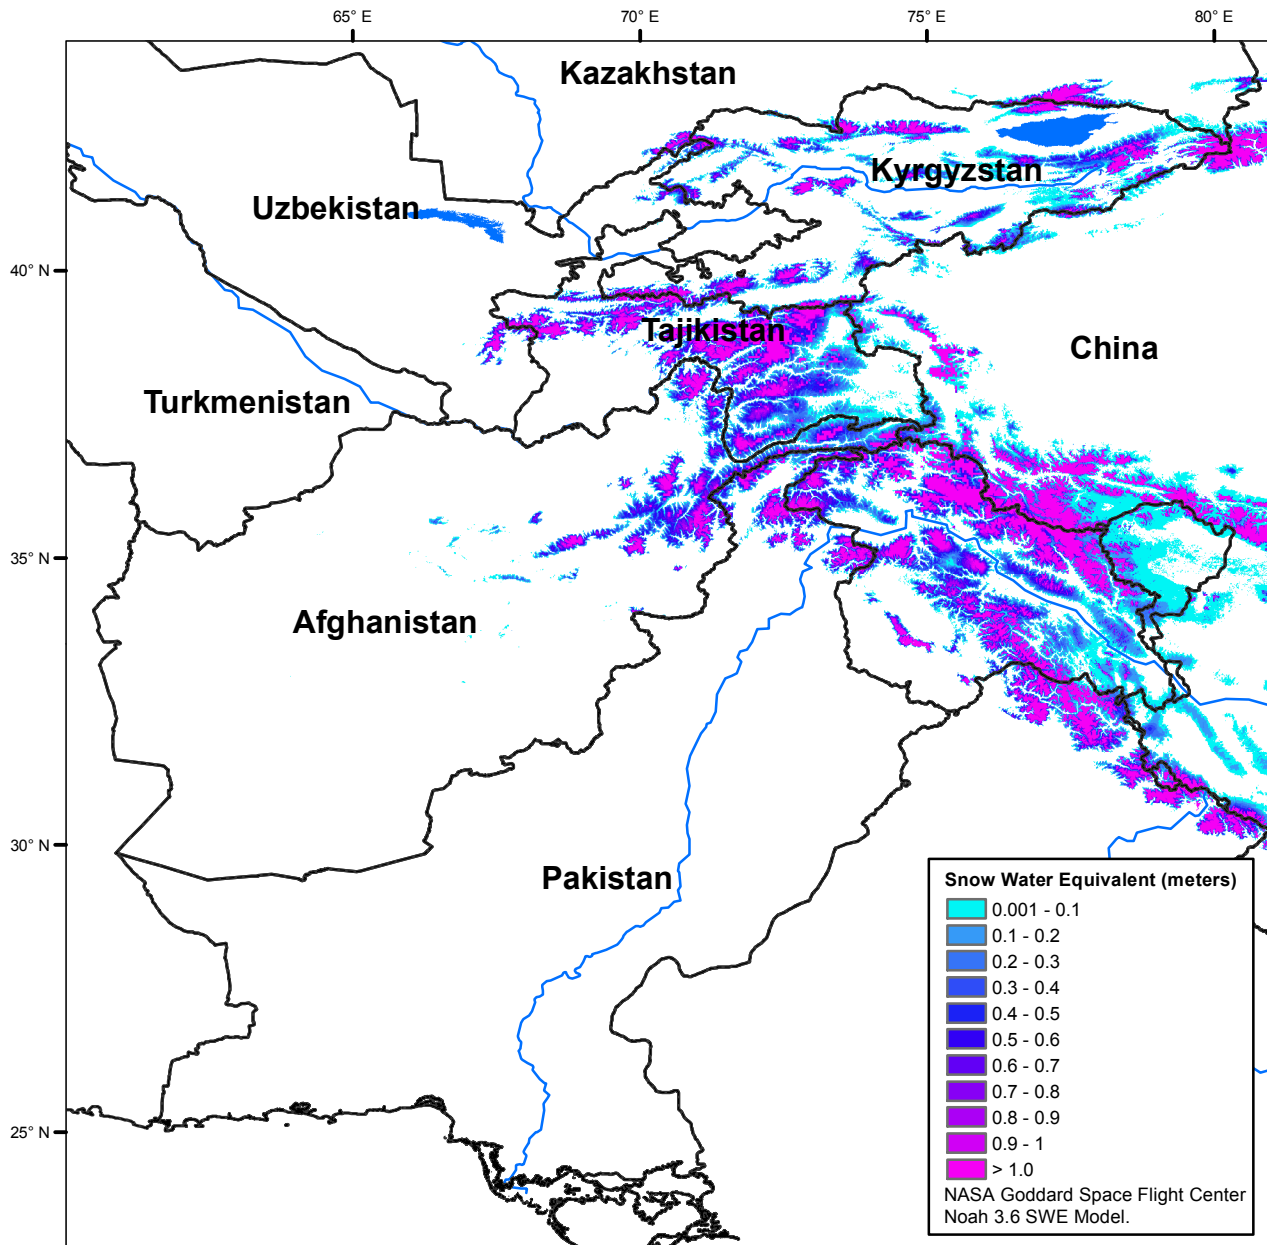 65° E
70° E
75° E
80° E
Kazakhstan
Kyrgyzstan
Uzbekistan
40° N
Tajikistan
China
Turkmenistan
35° N
Afghanistan
30° N
Pakistan
25° N
Snow Water Equivalent (meters)
0.001 - 0.1
0.1 - 0.2
0.2 - 0.3
0.3 - 0.4
0.4 - 0.5
0.5 - 0.6
0.6 - 0.7
0.7 - 0.8
0.8 - 0.9
0.9 - 1
> 1.0
NASA Goddard Space Flight Center
Noah 3.6 SWE Model.